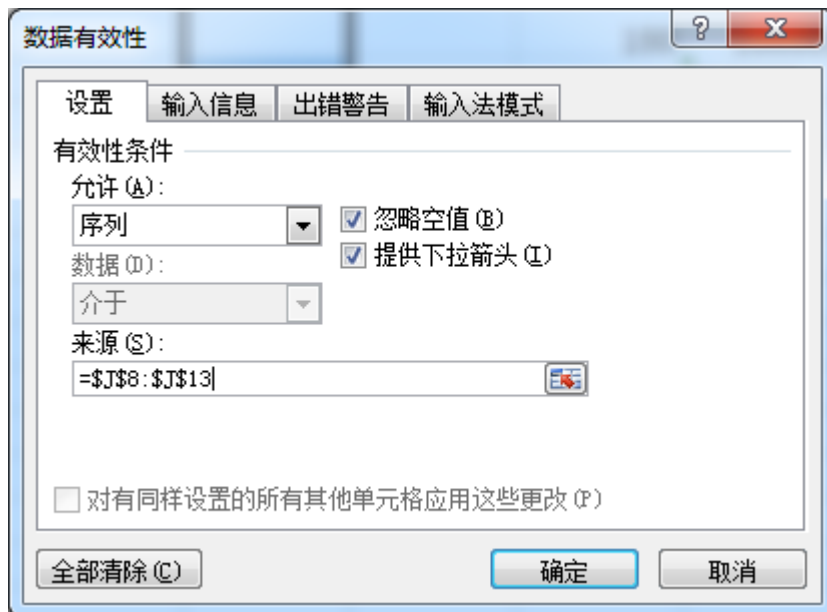 数据有效性
设置 输入信息 出错警告 输入法模式
有效性条件
允许(A):
序列 忽略空值(B)
提供下拉箭头(I)
数据(D):
介于
来源(S):
=$J$8:$J$13
对有同样设置的所有其他单元格应用这些更改(P)
全部清除(C) 确定 取消